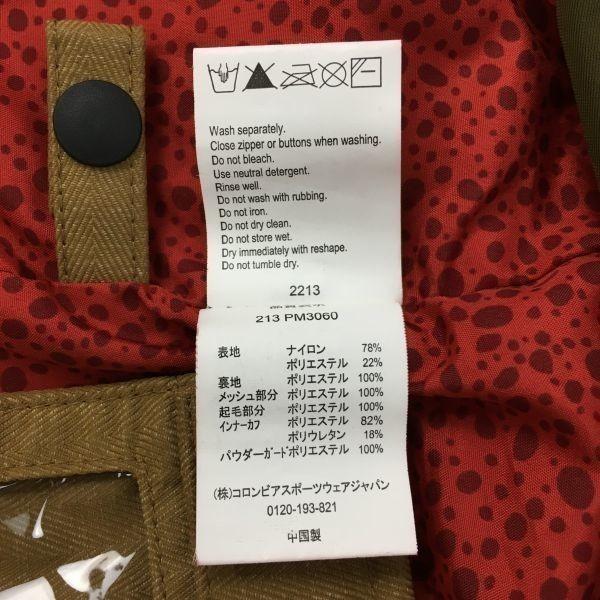 Wash separately.
Close zipper or buttons when washing.
Do not bleach.
Use neutral detergent.
Rinse well.
Do not wash with rubbing.
Do not iron.
Do not dry clean.
Do not store wet.
Dry immediately with reshape.
Do not tumble dry.
2213
213 PM3060
表地 ナイロン 78%
ポリエステル 22%
裏地 ポリエステル 100%
メッシュ部分 ポリエステル 100%
起毛部分 ポリエステル 100%
インナーカフ ポリエステル 82%
ポリウレタン 18%
パウダーガード ポリエステル 100%
(株)コロンビアスポーツウェアジャパン
0120-193-821
中国製